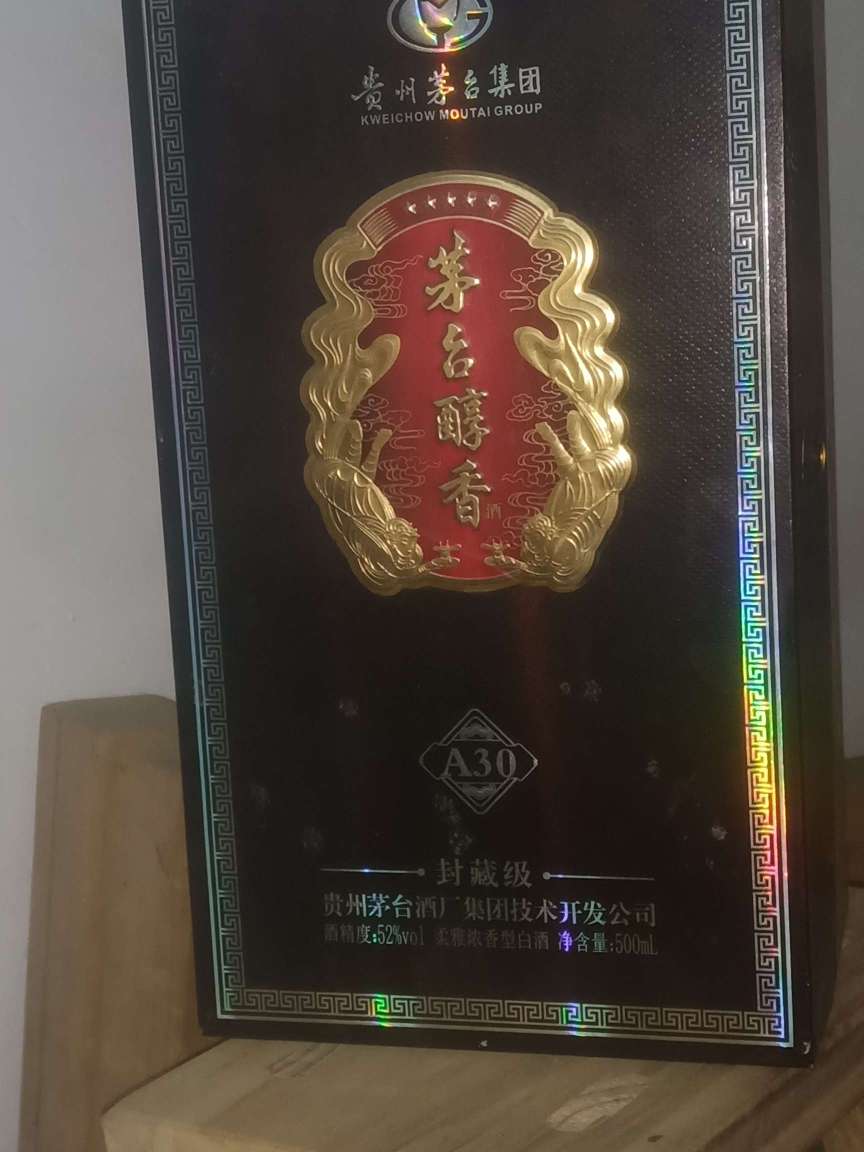 贵州茅台集团
KWEICHOW MOUTAI GROUP
茅台醇香
酒
A30
封藏级
贵州茅台酒厂集团技术开发公司
酒精度:52%vol 柔雅浓香型白酒 净含量:500mL